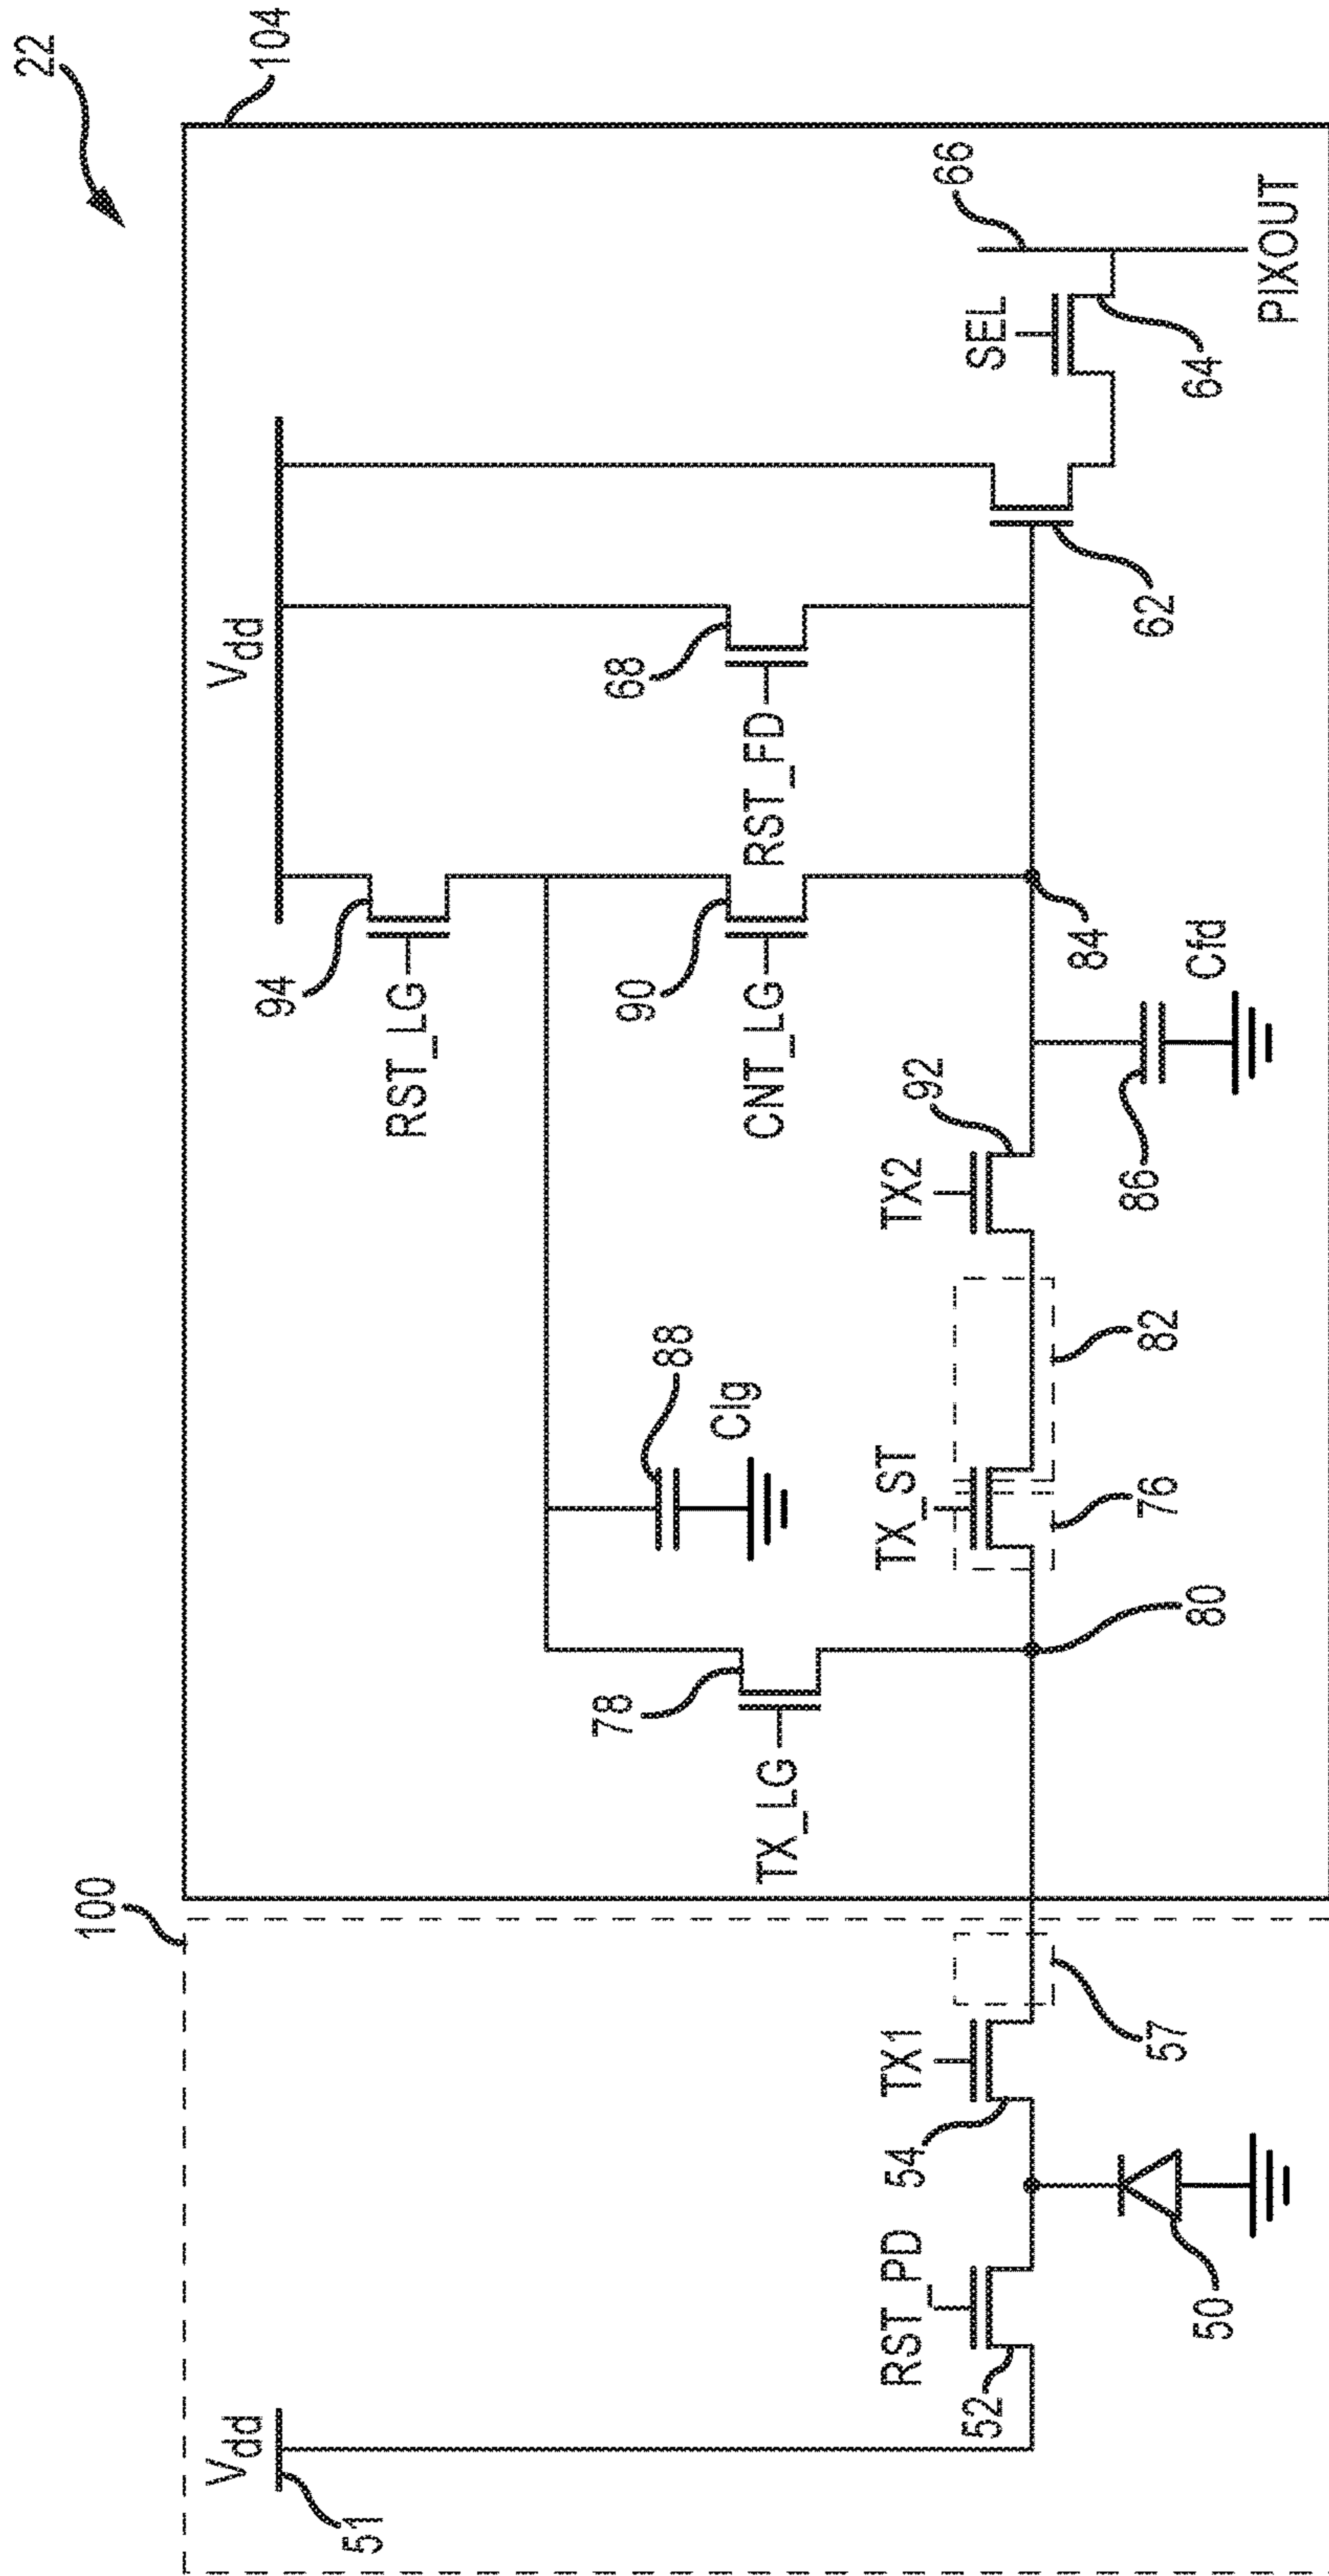 22
104
100
Vdd
Vdd
51
94
RST_LG
68
RST_FD
90
CNT_LG
88
Clg
78
TX_LG
66
SEL
64
PIXOUT
62
84
Cfd
86
92
TX2
82
TX_ST
76
80
TX1
57
54
RST_PD
52
50